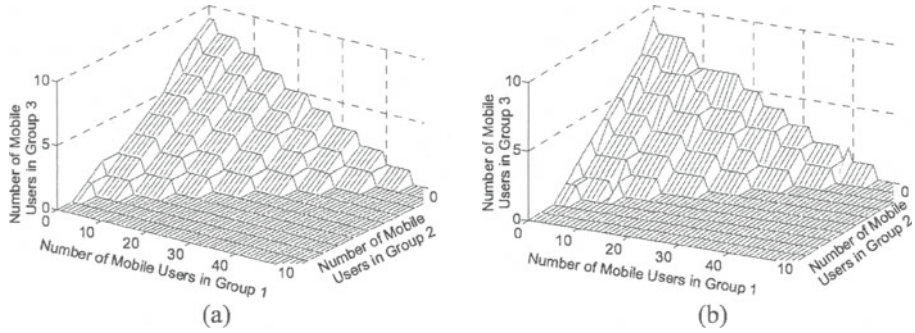 10
5
0
Number of Mobile
Users in Group 3
0
10
20
30
40
10
0
Number of Mobile Users in Group 1
Number of Mobile
Users in Group 2
(a)
10
5
0
Number of Mobile
Users in Group 3
0
10
20
30
40
10
0
Number of Mobile Users in Group 1
Number of Mobile
Users in Group 2
(b)